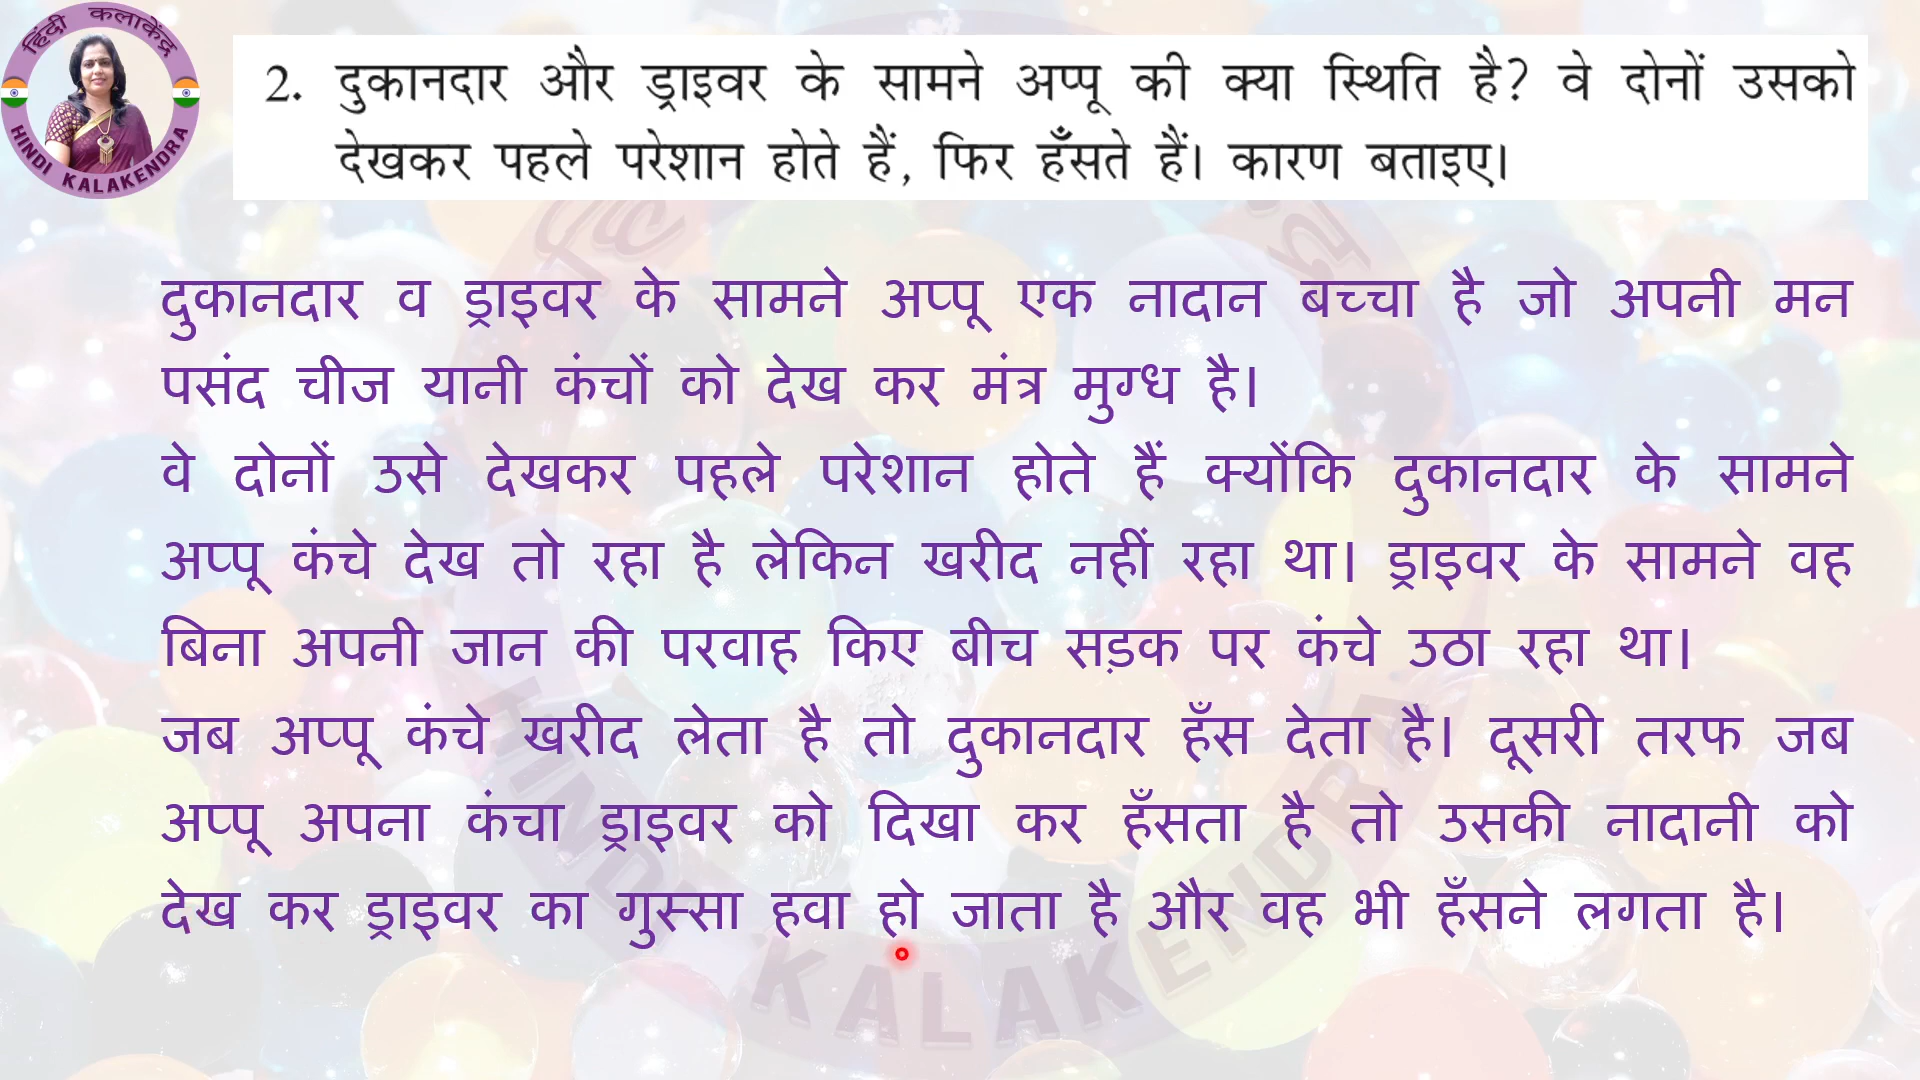 हिंदी कलाकेंद्र
HINDI KALAKENDRA
2. दुकानदार और ड्राइवर के सामने अप्पू की क्या स्थिति है? वे दोनों उसको
देखकर पहले परेशान होते हैं, फिर हँसते हैं। कारण बताइए।
दुकानदार व ड्राइवर के सामने अप्पू एक नादान बच्चा है जो अपनी मन
पसंद चीज यानी कंचों को देख कर मंत्र मुग्ध है।
वे दोनों उसे देखकर पहले परेशान होते हैं क्योंकि दुकानदार के सामने
अप्पू कंचे देख तो रहा है लेकिन खरीद नहीं रहा था। ड्राइवर के सामने वह
बिना अपनी जान की परवाह किए बीच सड़क पर कंचे उठा रहा था।
जब अप्पू कंचे खरीद लेता है तो दुकानदार हँस देता है। दूसरी तरफ जब
अप्पू अपना कंचा ड्राइवर को दिखा कर हँसता है तो उसकी नादानी को
देख कर ड्राइवर का गुस्सा हवा हो जाता है और वह भी हँसने लगता है।
HINDI KALAKENDRA